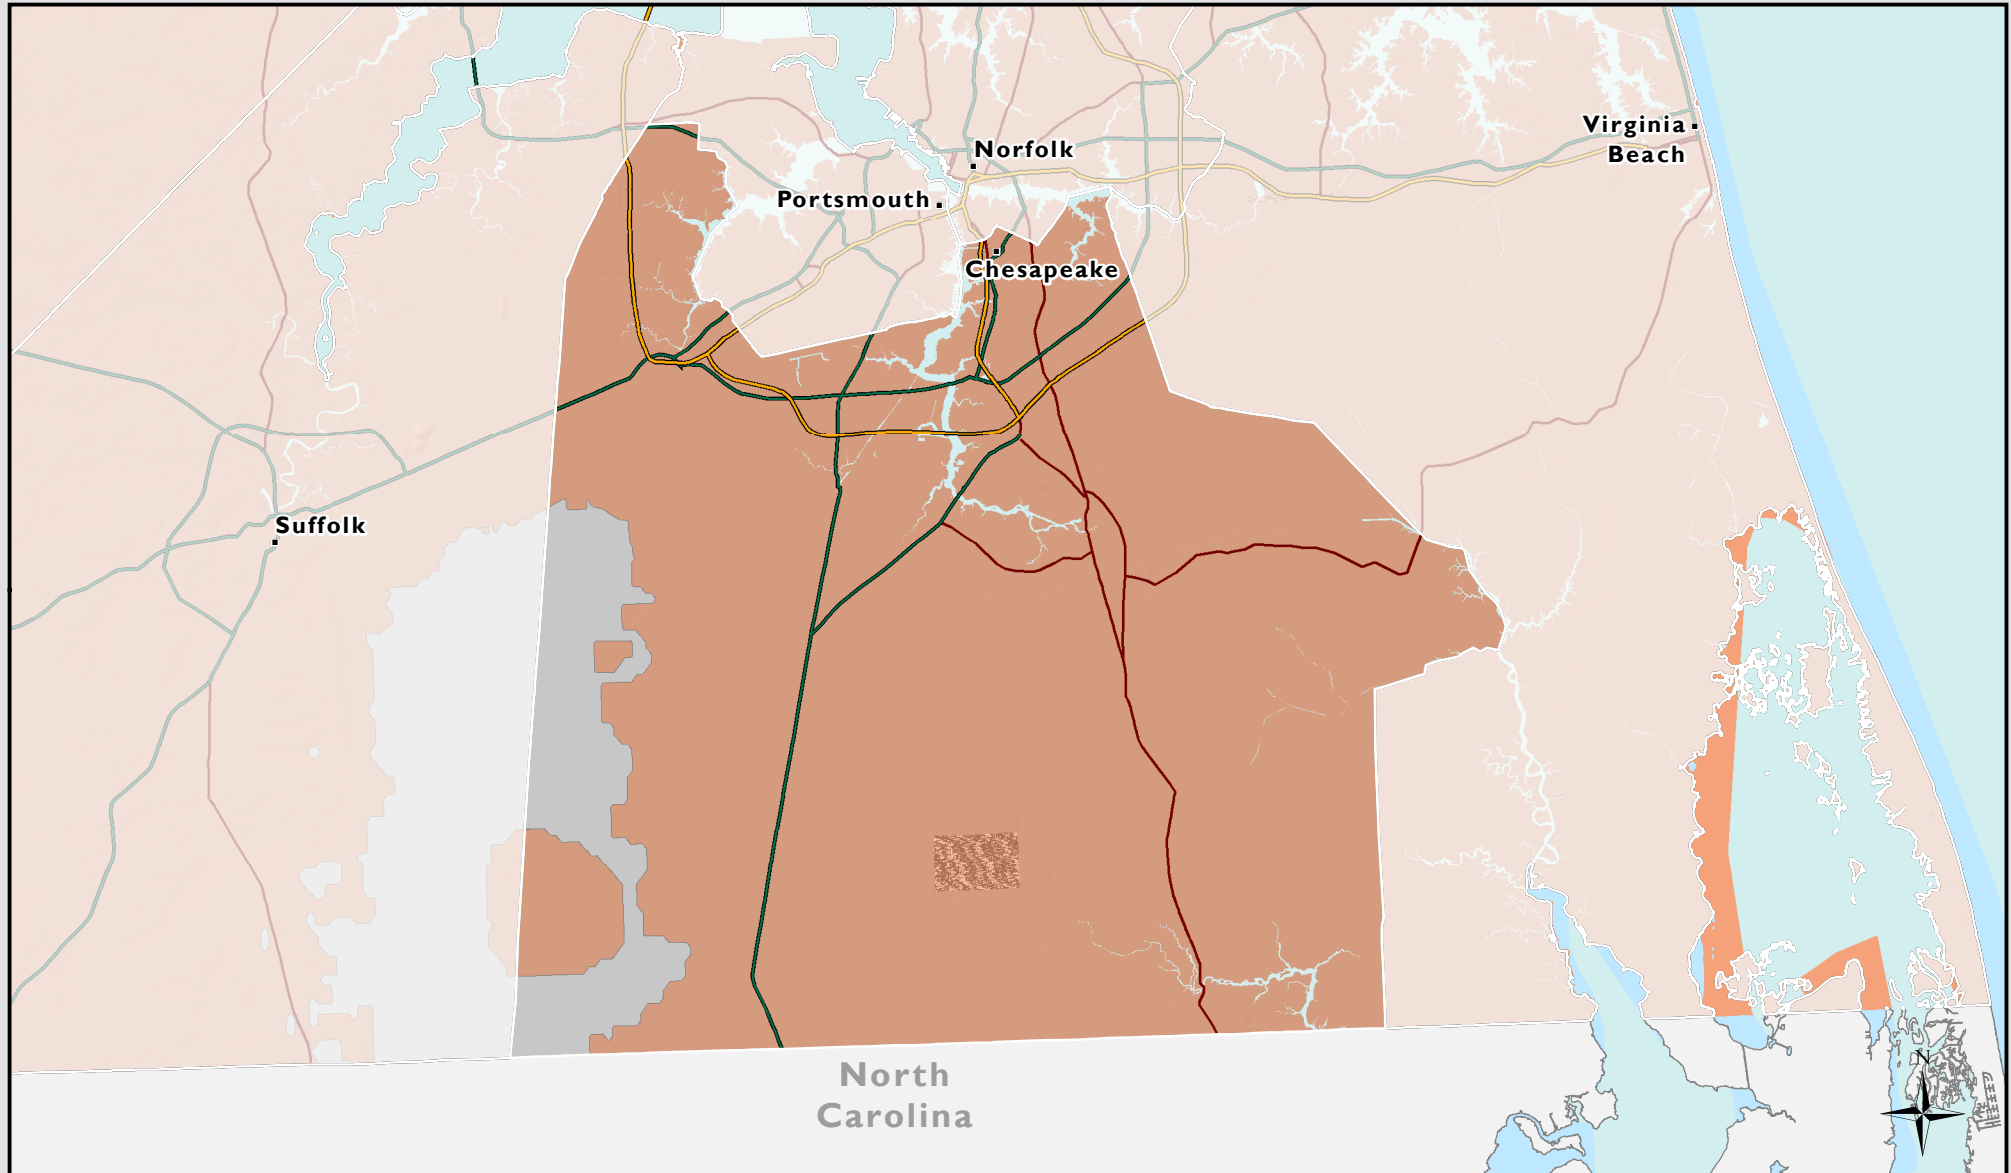 Virginia
Beach
Norfolk
Portsmouth
Chesapeake
Suffolk
North
Carolina
N